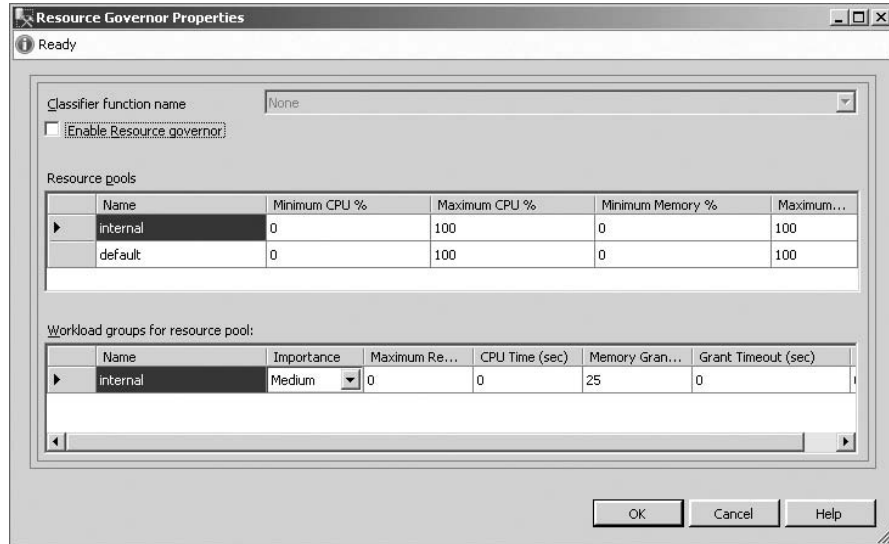 Resource Governor Properties
Ready
Classifier function name None
Enable Resource governor
Resource pools
Name Minimum CPU % Maximum CPU % Minimum Memory % Maximum...
internal 0 100 0 100
default 0 100 0 100
Workload groups for resource pool:
Name Importance Maximum Re... CPU Time (sec) Memory Gran... Grant Timeout (sec)
internal Medium 0 0 25 0
OK Cancel Help